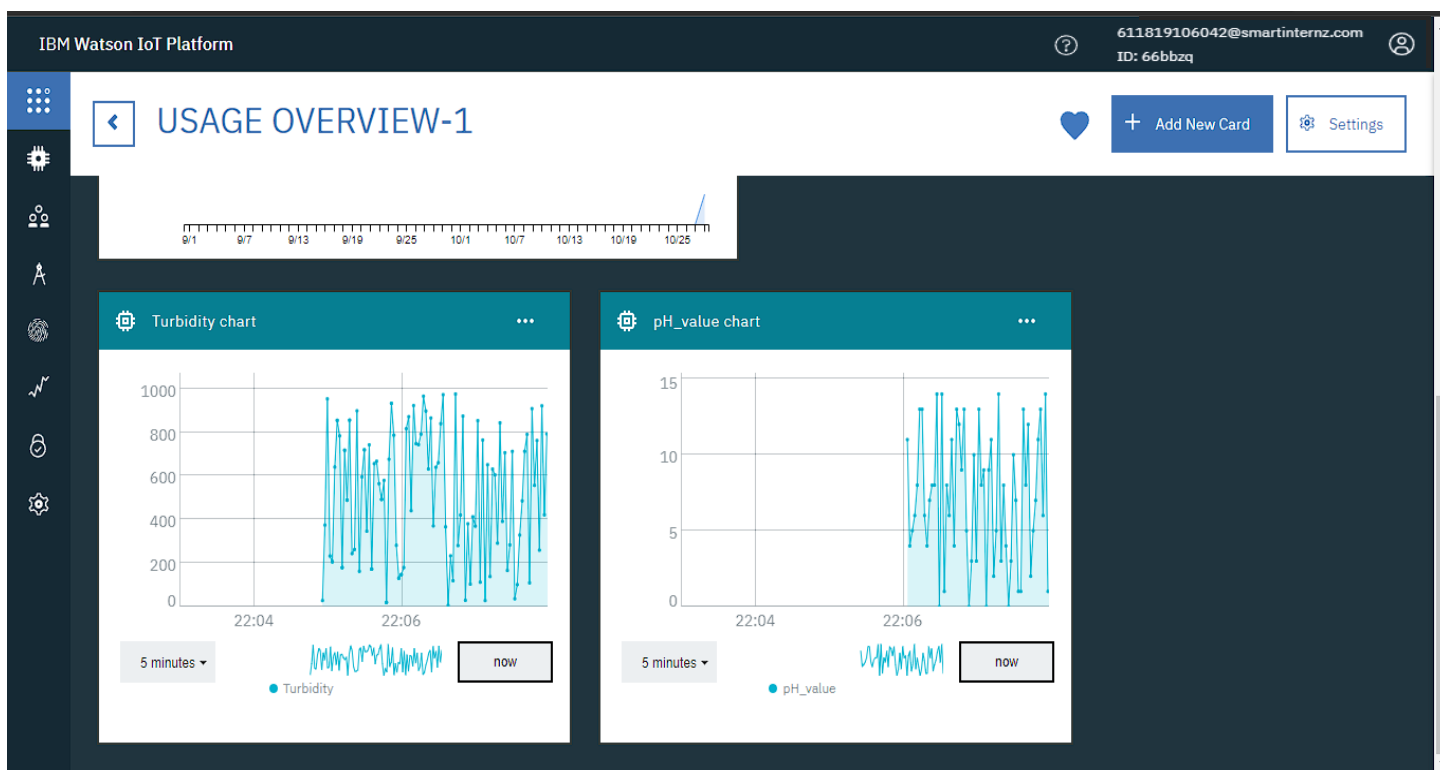 IBM Watson IoT Platform
611819106042@smartinternz.com
ID: 66bbzq
USAGE OVERVIEW-1
Add New Card
Settings
9/1 9/7 9/13 9/19 9/25 10/1 10/7 10/13 10/19 10/25
Turbidity chart
1000
800
600
400
200
0
22:04 22:06
5 minutes
now
Turbidity
pH_value chart
15
10
5
0
22:04 22:06
5 minutes
now
pH_value